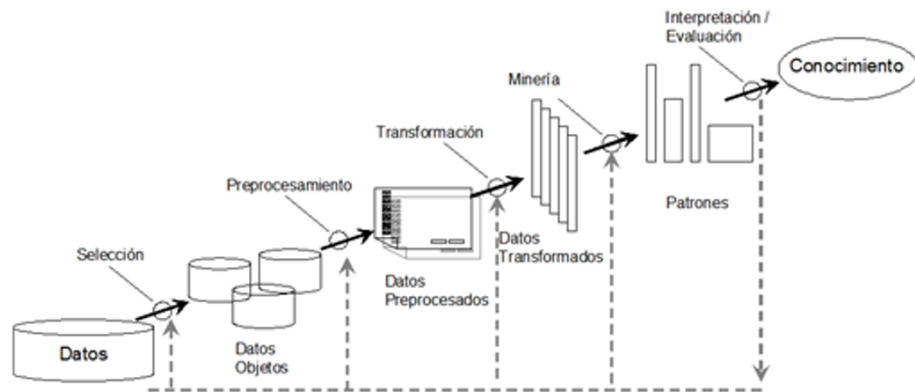 Interpretación /
Evaluación
Conocimiento
Minería
Transformación
Preprocesamiento
Patrones
Selección
Datos
Transformados
Datos
Preprocesados
Datos
Objetos
Datos